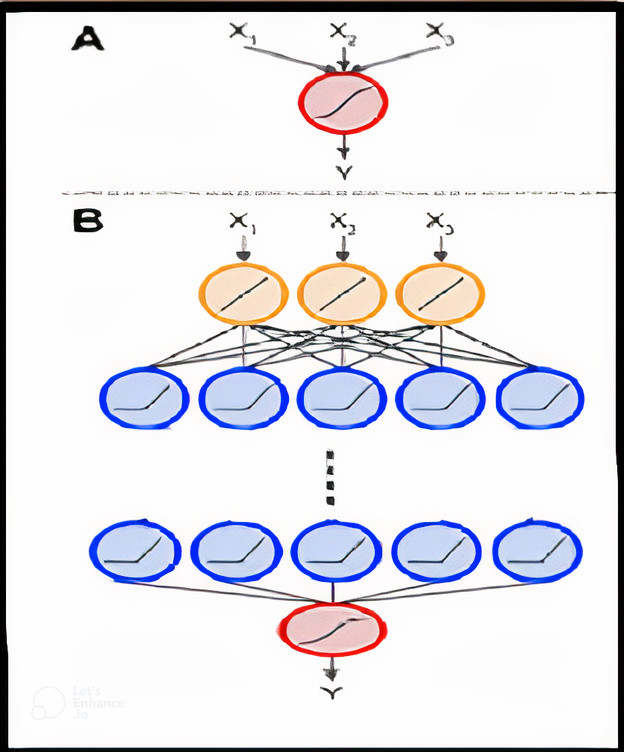 A
X₁ X₂ X₃
Y
B
X₁ X₂ X₃
Y
Let's
Enhance
.io